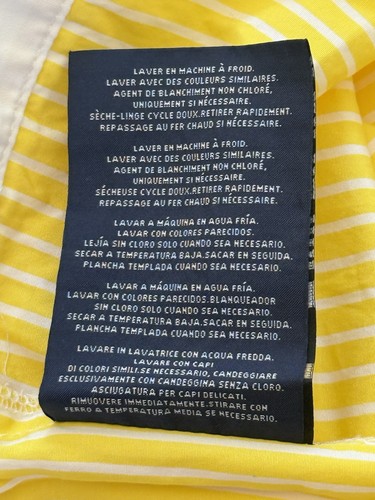 LAVER EN MACHINE À FROID.
LAVER AVEC DES COULEURS SIMILAIRES.
AGENT DE BLANCHIMENT NON CHLORÉ,
UNIQUEMENT SI NÉCESSAIRE.
SÈCHE-LINGE CYCLE DOUX.RETIRER RAPIDEMENT.
REPASSAGE AU FER CHAUD SI NÉCESSAIRE.
LAVER EN MACHINE À FROID.
LAVER AVEC DES COULEURS SIMILAIRES.
AGENT DE BLANCHIMENT NON CHLORÉ,
UNIQUEMENT SI NÉCESSAIRE.
SÉCHEUSE CYCLE DOUX.RETIRER RAPIDEMENT.
REPASSAGE AU FER CHAUD SI NÉCESSAIRE.
LAVAR A MÁQUINA EN AGUA FRÍA.
LAVAR CON COLORES PARECIDOS.
LEJÍA SIN CLORO SOLO CUANDO SEA NECESARIO.
SECAR A TEMPERATURA BAJA.SACAR EN SEGUIDA.
PLANCHA TEMPLADA CUANDO SEA NECESARIO.
LAVAR A MÁQUINA EN AGUA FRÍA.
LAVAR CON COLORES PARECIDOS.BLANQUEADOR
SIN CLORO SOLO CUANDO SEA NECESARIO.
SECAR A TEMPERATURA BAJA.SACAR EN SEGUIDA.
PLANCHA TEMPLADA CUANDO SEA NECESARIO.
LAVARE IN LAVATRICE CON ACQUA FREDDA.
LAVARE CON CAPI
DI COLORI SIMILI.SE NECESSARIO, CANDEGGIARE
ESCLUSIVAMENTE CON CANDEGGINA SENZA CLORO.
ASCIUGATURA PER CAPI DELICATI.
RIMUOVERE IMMEDIATAMENTE.STIRARE CON
FERRO A TEMPERATURA MEDIA SE NECESSARIO.